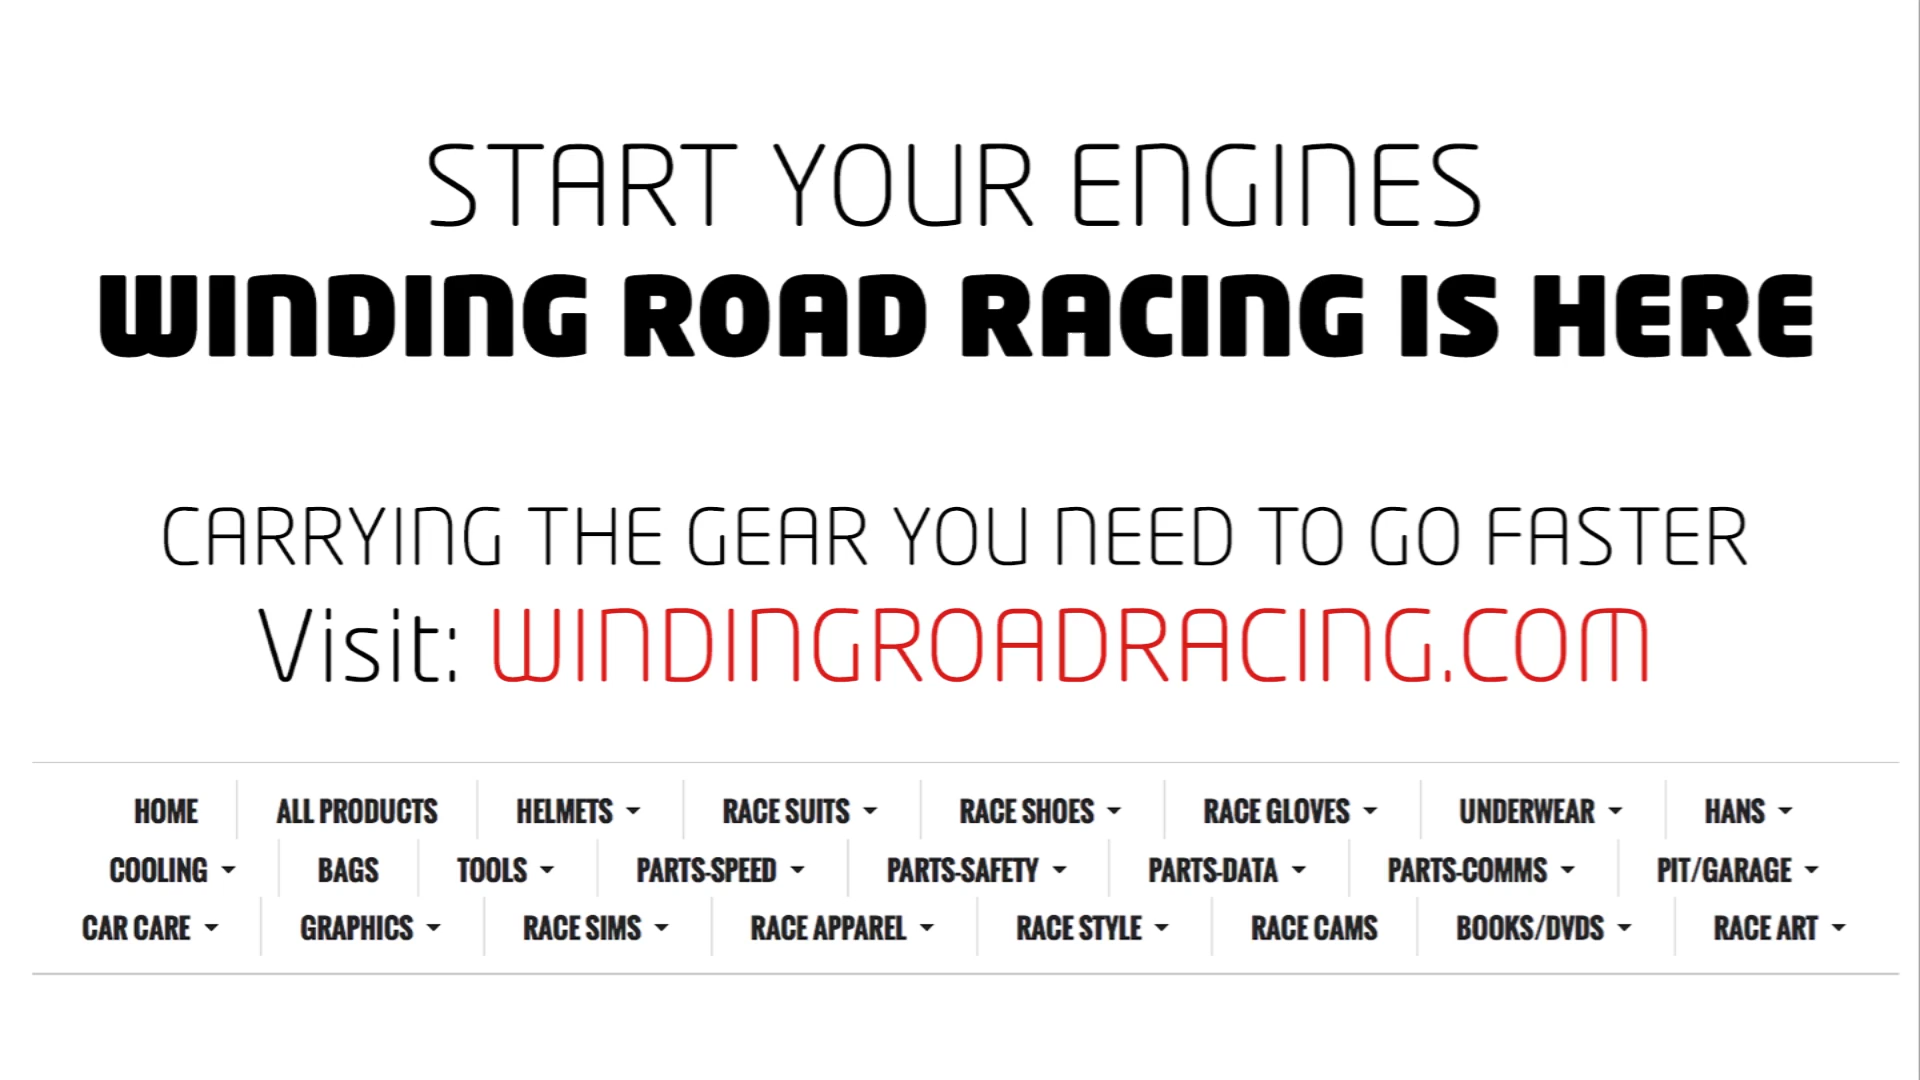 START YOUR ENGINES
WINDING ROAD RACING IS HERE
CARRYING THE GEAR YOU NEED TO GO FASTER
Visit: WINDINGROADRACING.COM
HOME ALL PRODUCTS HELMETS RACE SUITS RACE SHOES RACE GLOVES UNDERWEAR HANS
COOLING BAGS TOOLS PARTS-SPEED PARTS-SAFETY PARTS-DATA PARTS-COMMS PIT/GARAGE
CAR CARE GRAPHICS RACE SIMS RACE APPAREL RACE STYLE RACE CAMS BOOKS/DVDS RACE ART